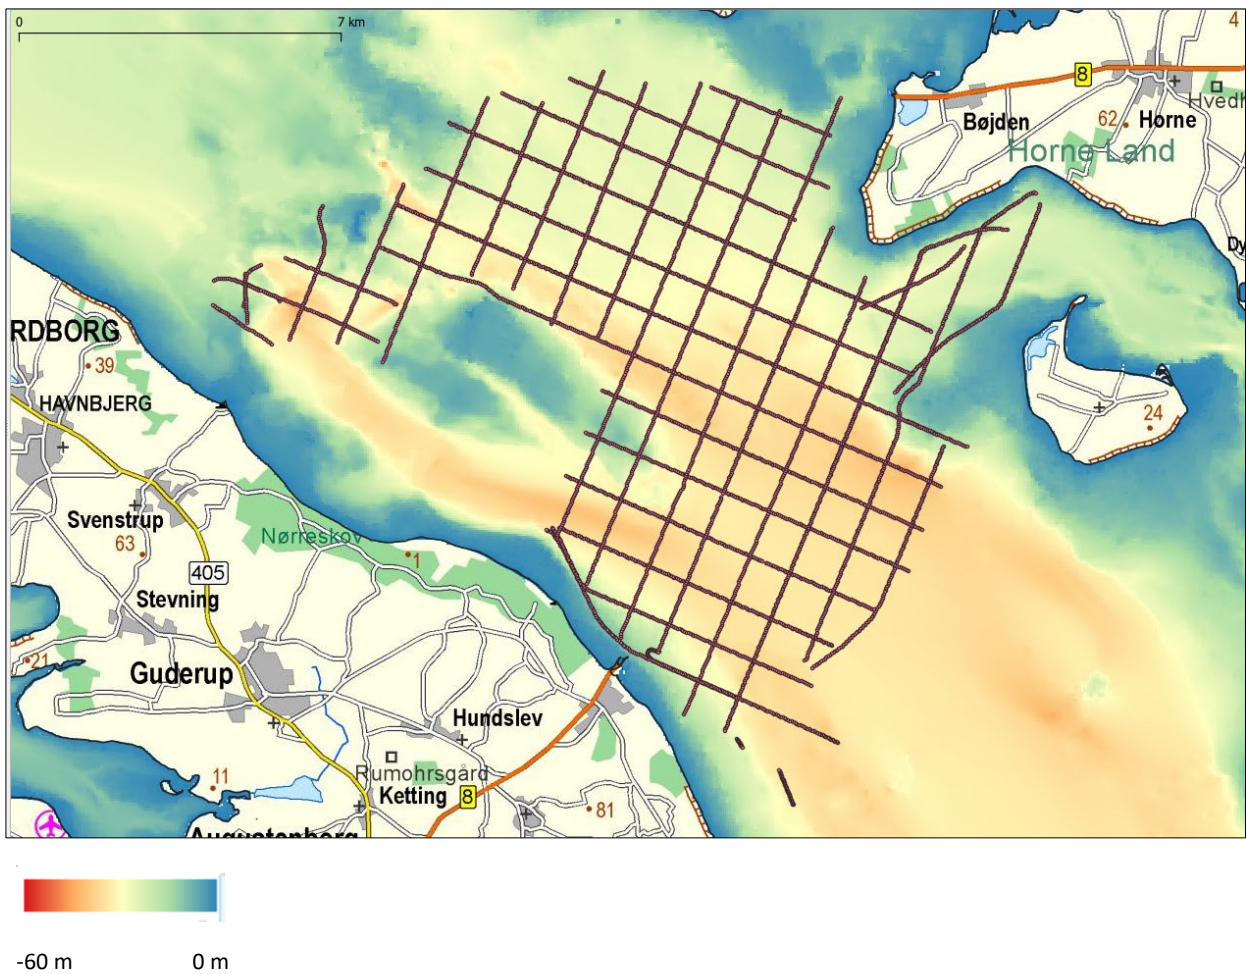 0 7 km
4
8
Hvedh
Bøjden
62
Horne
Horne Land
Dy
RDBORG
39
HAVNBJERG
24
Svenstrup
63
Nørreskov
1
405
Stevning
21
Guderup
Hundslev
11
Rumohrsgård
Ketting
8
81
Augustenborg
-60 m 0 m